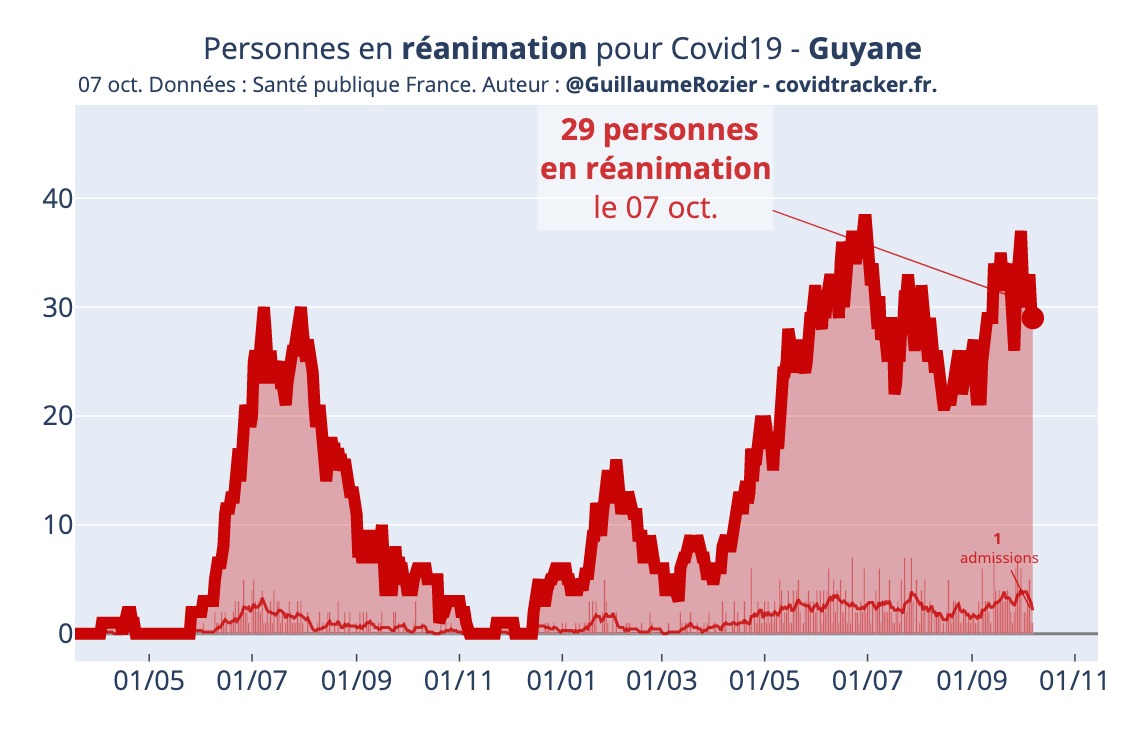 Personnes en réanimation pour Covid19 - Guyane
07 oct. Données : Santé publique France. Auteur : @GuillaumeRozier - covidtracker.fr.
29 personnes
en réanimation
le 07 oct.
40
30
20
10
0
1
admissions
01/05 01/07 01/09 01/11 01/01 01/03 01/05 01/07 01/09 01/11